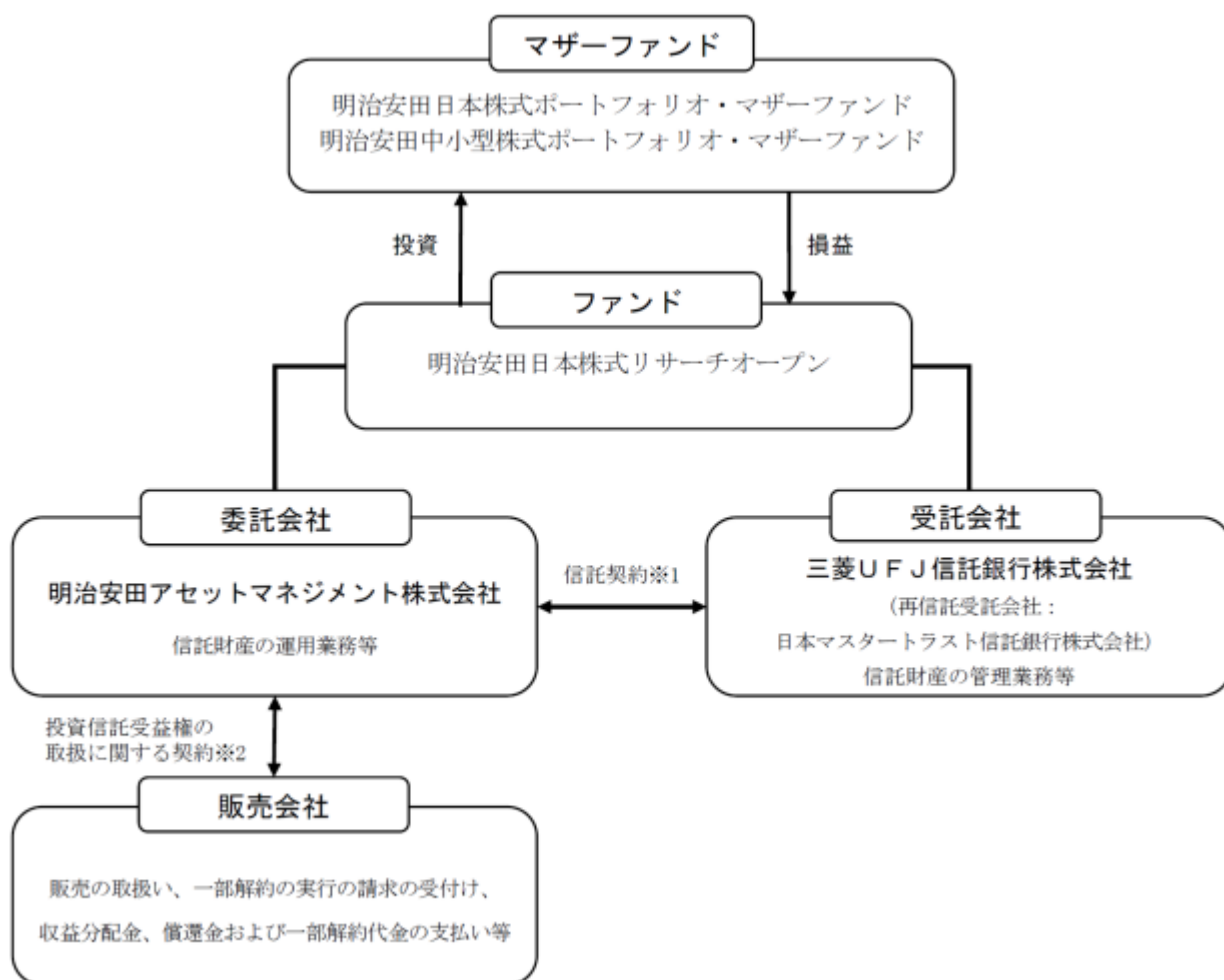 マザーファンド
明治安田日本株式ポートフォリオ・マザーファンド
明治安田中小型株式ポートフォリオ・マザーファンド
投資
損益
ファンド
明治安田日本株式リサーチオープン
委託会社
明治安田アセットマネジメント株式会社
信託財産の運用業務等
信託契約※1
受託会社
三菱ＵＦＪ信託銀行株式会社
（再信託受託会社：
日本マスタートラスト信託銀行株式会社）
信託財産の管理業務等
投資信託受益権の
取扱に関する契約※2
販売会社
販売の取扱い、一部解約の実行の請求の受付け、
収益分配金、償還金および一部解約代金の支払い等